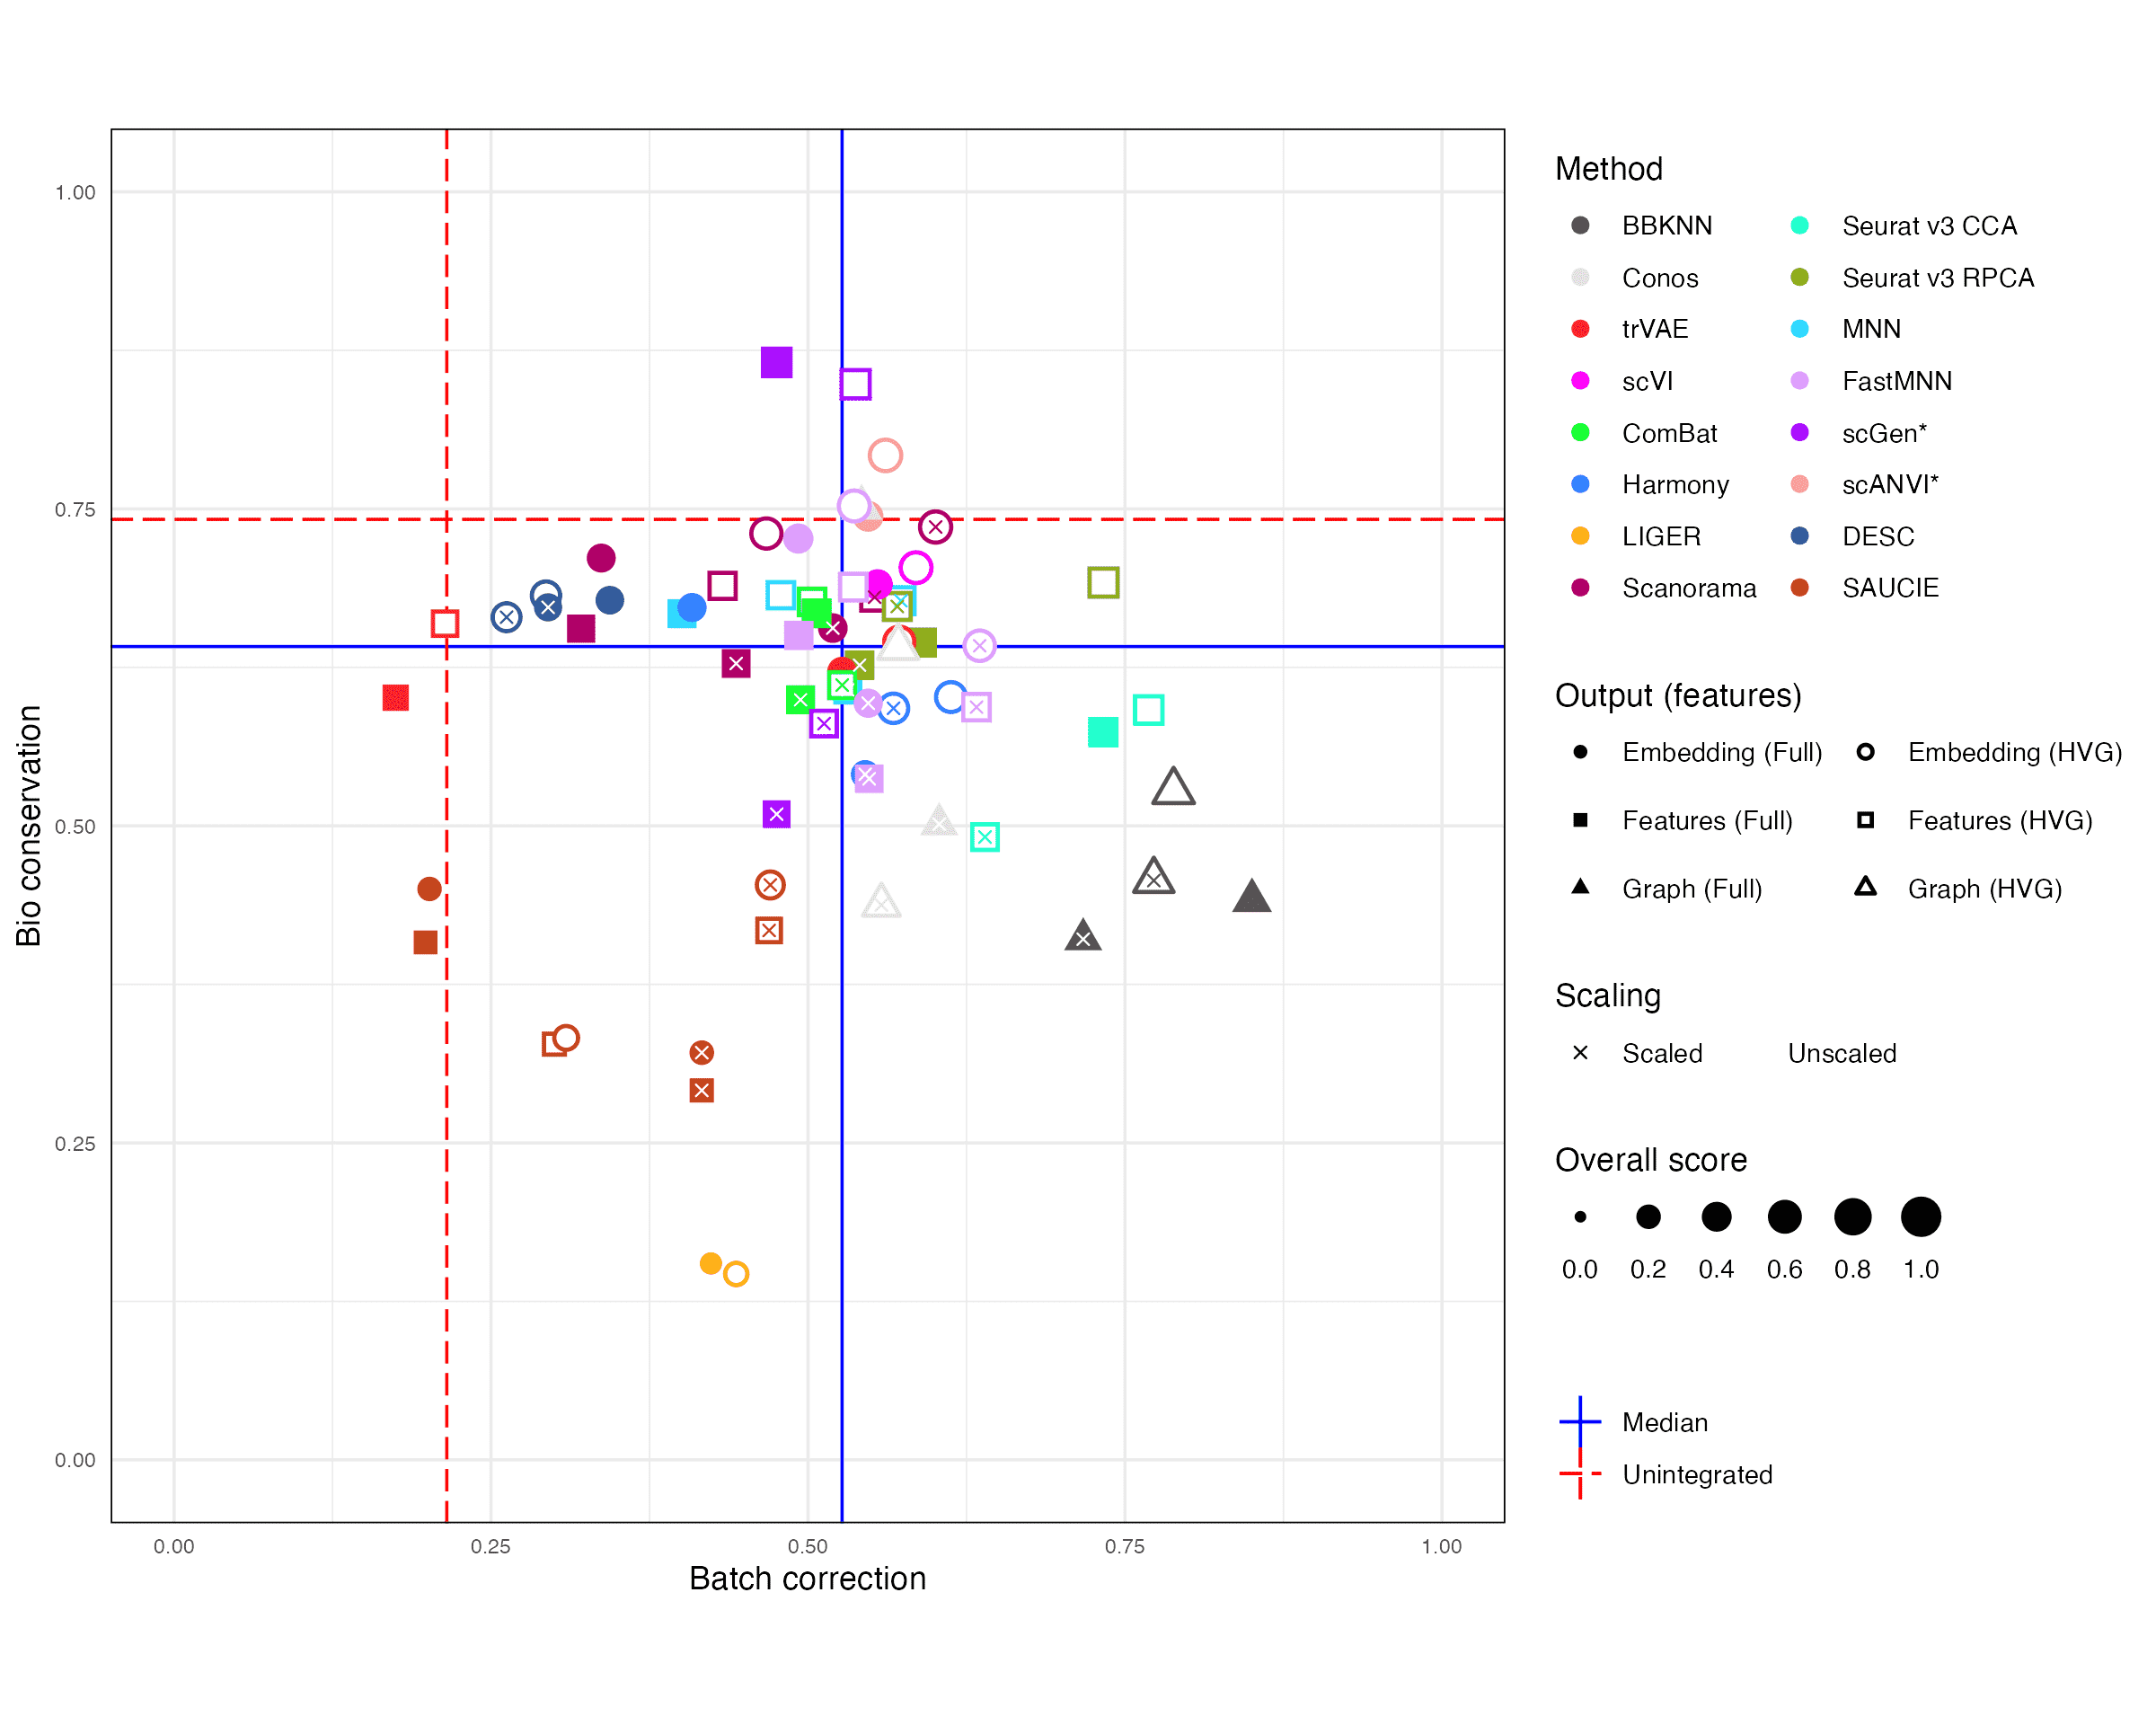 1.00
0.75
0.50
0.25
0.00
Bio conservation
0.00 0.25 0.50 0.75 1.00
Batch correction
Method
BBKNN Seurat v3 CCA
Conos Seurat v3 RPCA
trVAE MNN
scVI FastMNN
ComBat scGen*
Harmony scANVI*
LIGER DESC
Scanorama SAUCIE
Output (features)
Embedding (Full) Embedding (HVG)
Features (Full) Features (HVG)
Graph (Full) Graph (HVG)
Scaling
Scaled Unscaled
Overall score
0.0 0.2 0.4 0.6 0.8 1.0
Median
Unintegrated